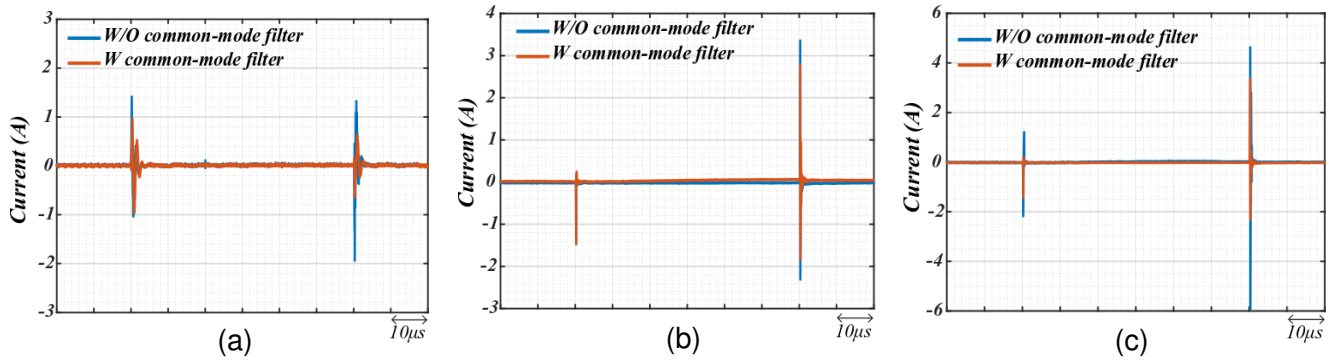 3
2
1
0
-1
-2
-3
Current (A)
W/O common-mode filter
W common-mode filter
10μs
(a)
4
3
2
1
0
-1
-2
-3
Current (A)
W/O common-mode filter
W common-mode filter
10μs
(b)
6
4
2
0
-2
-4
-6
Current (A)
W/O common-mode filter
W common-mode filter
10μs
(c)